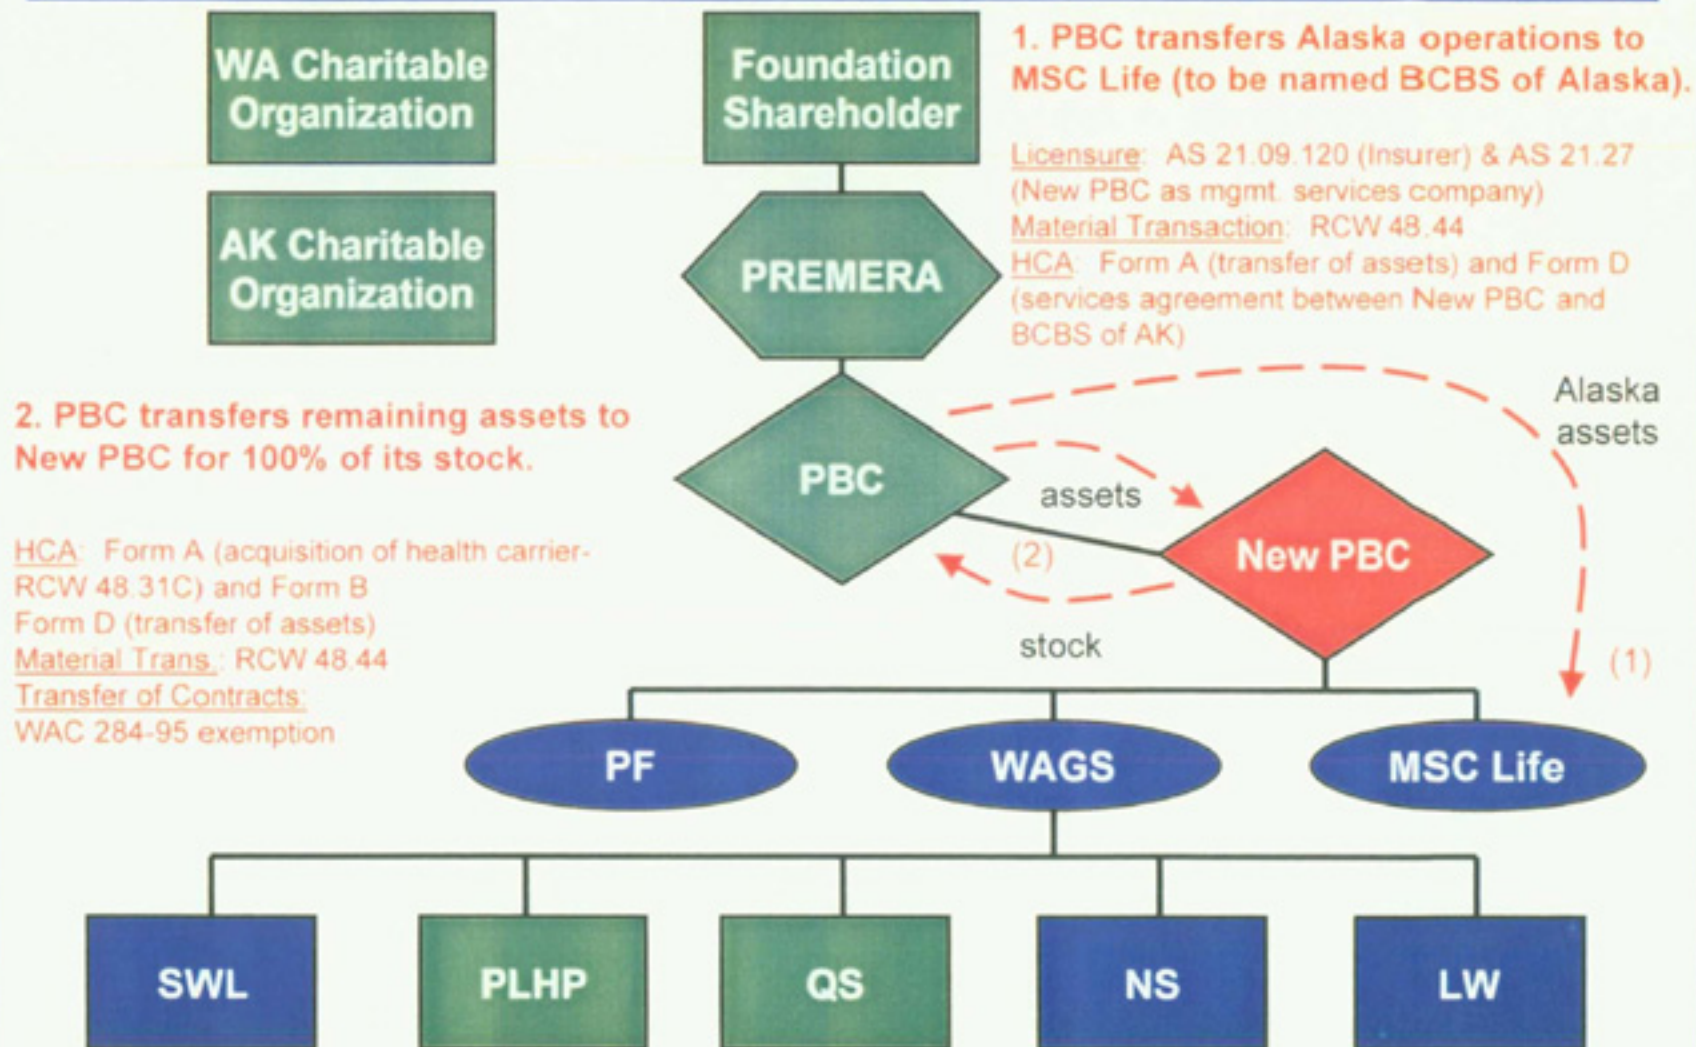 WA Charitable
Organization
Foundation
Shareholder
1. PBC transfers Alaska operations to
MSC Life (to be named BCBS of Alaska).
Licensure: AS 21.09.120 (Insurer) & AS 21.27
(New PBC as mgmt. services company)
Material Transaction: RCW 48.44
HCA: Form A (transfer of assets) and Form D
(services agreement between New PBC and
BCBS of AK)
AK Charitable
Organization
PREMERA
2. PBC transfers remaining assets to
New PBC for 100% of its stock.
HCA: Form A (acquisition of health carrier-
RCW 48.31C) and Form B
Form D (transfer of assets)
Material Trans.: RCW 48.44
Transfer of Contracts:
WAC 284-95 exemption
Alaska
assets
PBC
assets
(2)
New PBC
stock
(1)
PF
WAGS
MSC Life
SWL
PLHP
QS
NS
LW